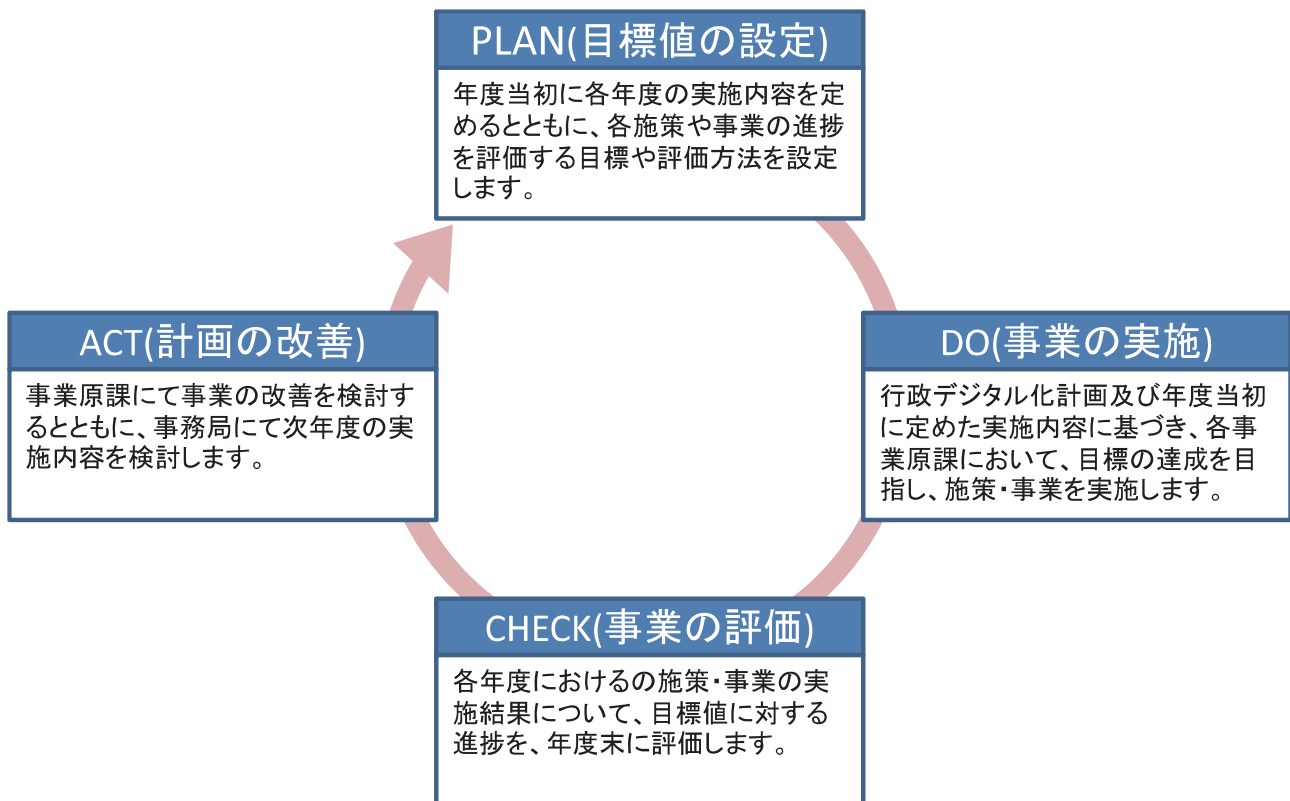 PLAN(目標値の設定)
年度当初に各年度の実施内容を定
めるとともに、各施策や事業の進捗
を評価する目標や評価方法を設定
します。
DO(事業の実施)
行政デジタル化計画及び年度当初
に定めた実施内容に基づき、各事
業原課において、目標の達成を目
指し、施策・事業を実施します。
CHECK(事業の評価)
各年度におけるの施策・事業の実
施結果について、目標値に対する
進捗を、年度末に評価します。
ACT(計画の改善)
事業原課にて事業の改善を検討す
るとともに、事務局にて次年度の実
施内容を検討します。